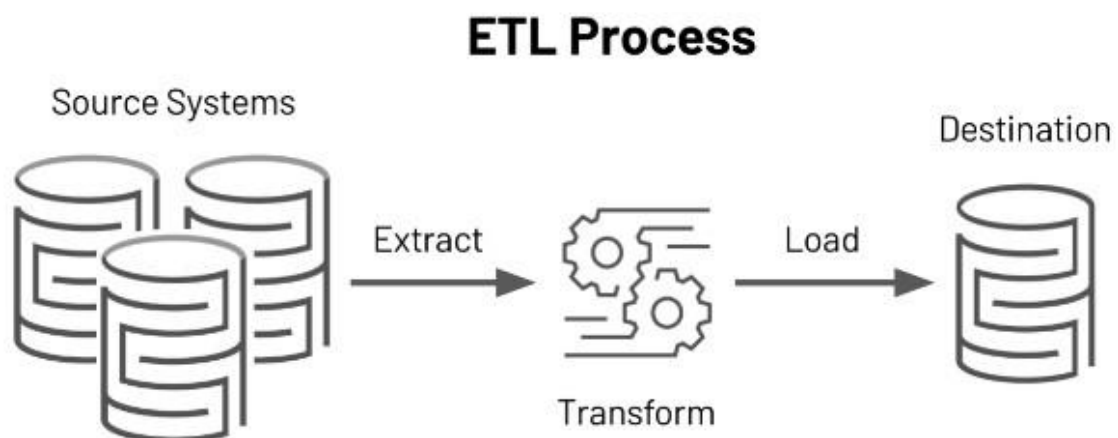 ETL Process
Source Systems
Destination
Extract
Load
Transform